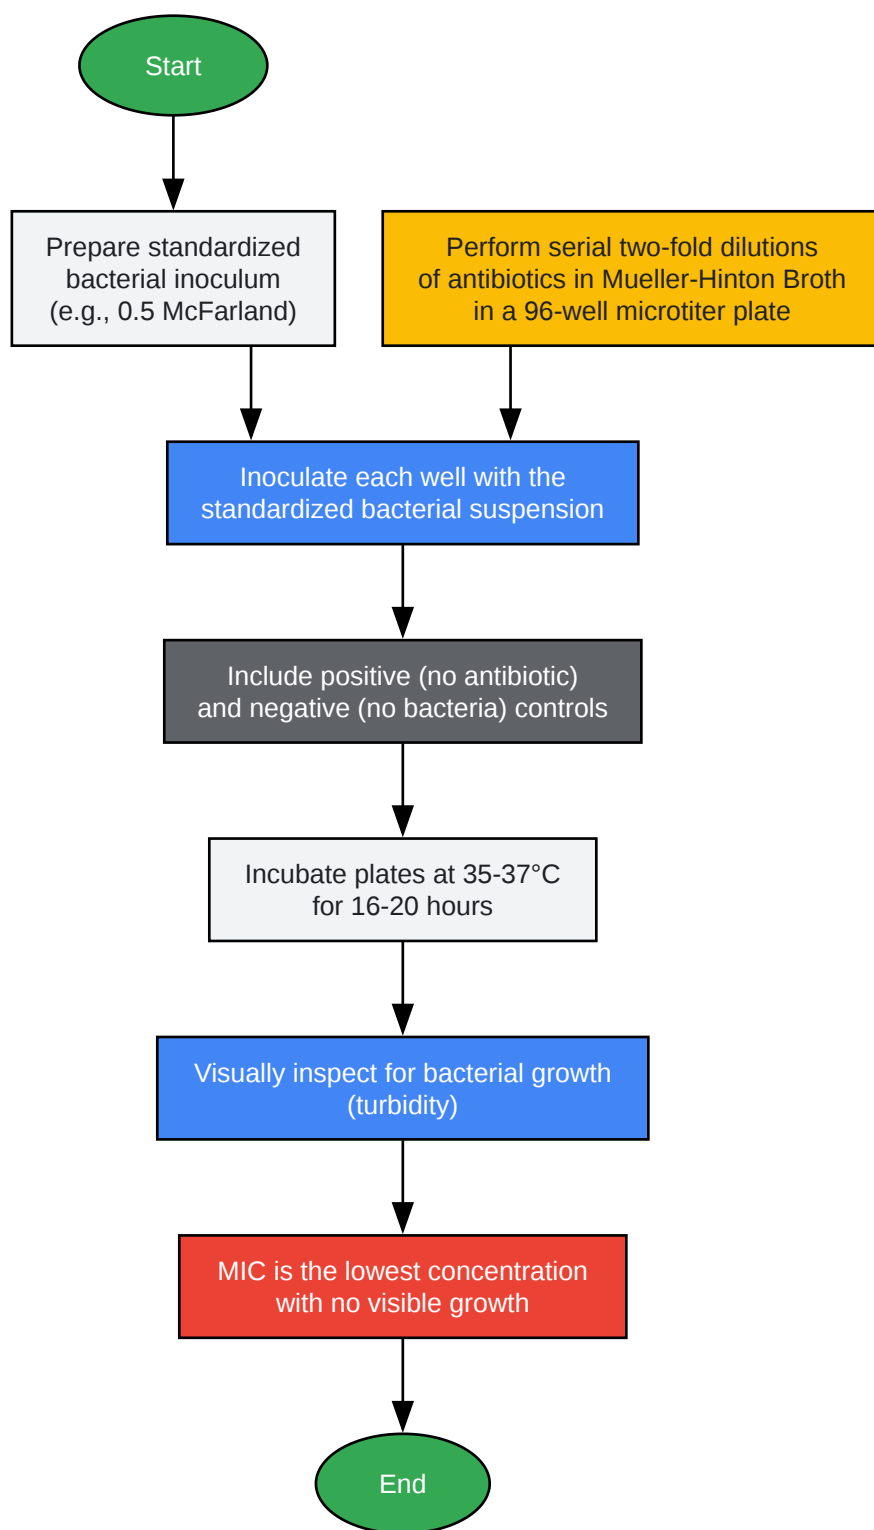 Start
Prepare standardized
bacterial inoculum
(e.g., 0.5 McFarland)
Perform serial two-fold dilutions
of antibiotics in Mueller-Hinton Broth
in a 96-well microtiter plate
Inoculate each well with the
standardized bacterial suspension
Include positive (no antibiotic)
and negative (no bacteria) controls
Incubate plates at 35-37°C
for 16-20 hours
Visually inspect for bacterial growth
(turbidity)
MIC is the lowest concentration
with no visible growth
End